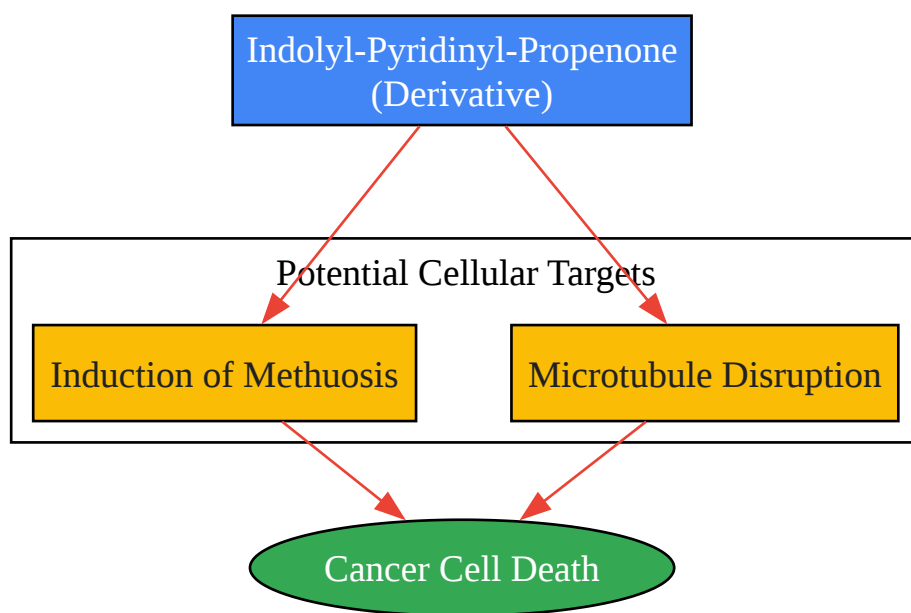 Indolyl-Pyridinyl-Propenone
(Derivative)
Potential Cellular Targets
Induction of Methuosis
Microtubule Disruption
Cancer Cell Death